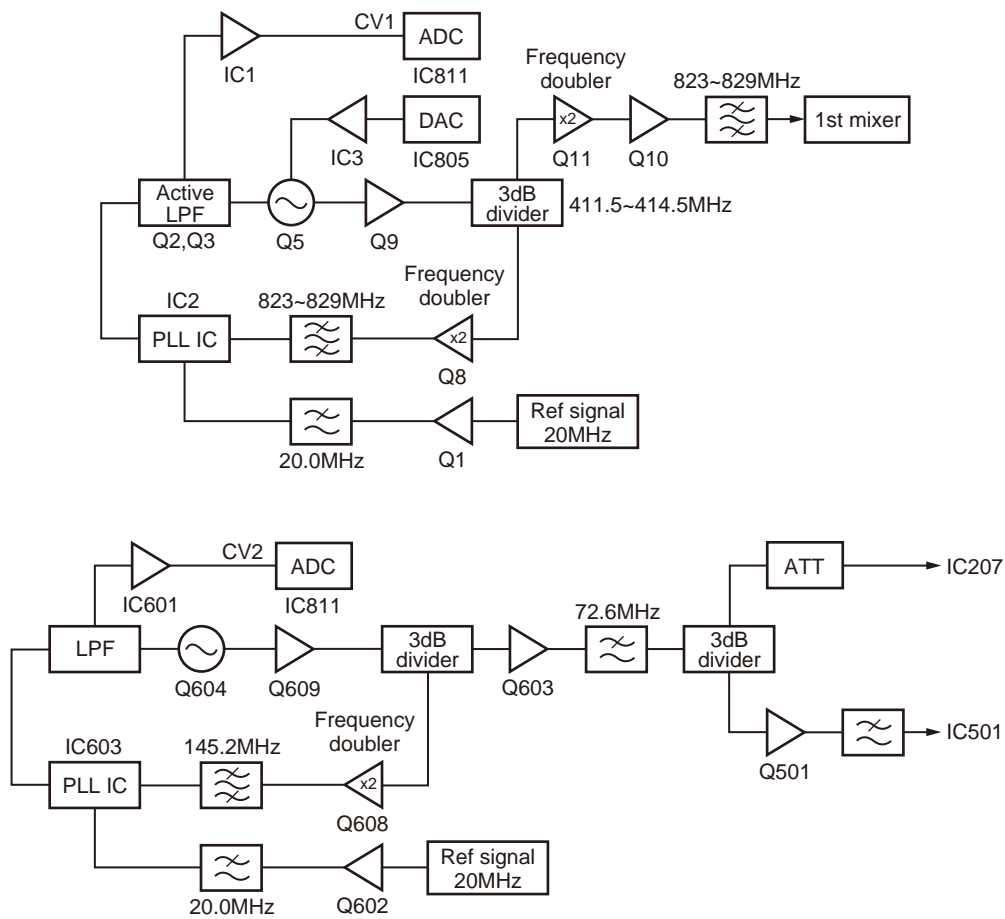 CV1
ADC
IC1
IC811
Frequency
doubler
823~829MHz
DAC
x2
1st mixer
IC3
IC805
Q11
Q10
Active
LPF
3dB
divider
411.5~414.5MHz
Q2,Q3
Q5
Q9
Frequency
doubler
IC2
823~829MHz
PLL IC
x2
Q8
Ref signal
20MHz
20.0MHz
Q1
CV2
ADC
ATT
IC207
IC601
IC811
72.6MHz
LPF
3dB
divider
3dB
divider
Q604
Q609
Q603
Frequency
doubler
IC603
145.2MHz
IC501
Q501
PLL IC
x2
Q608
Ref signal
20MHz
20.0MHz
Q602